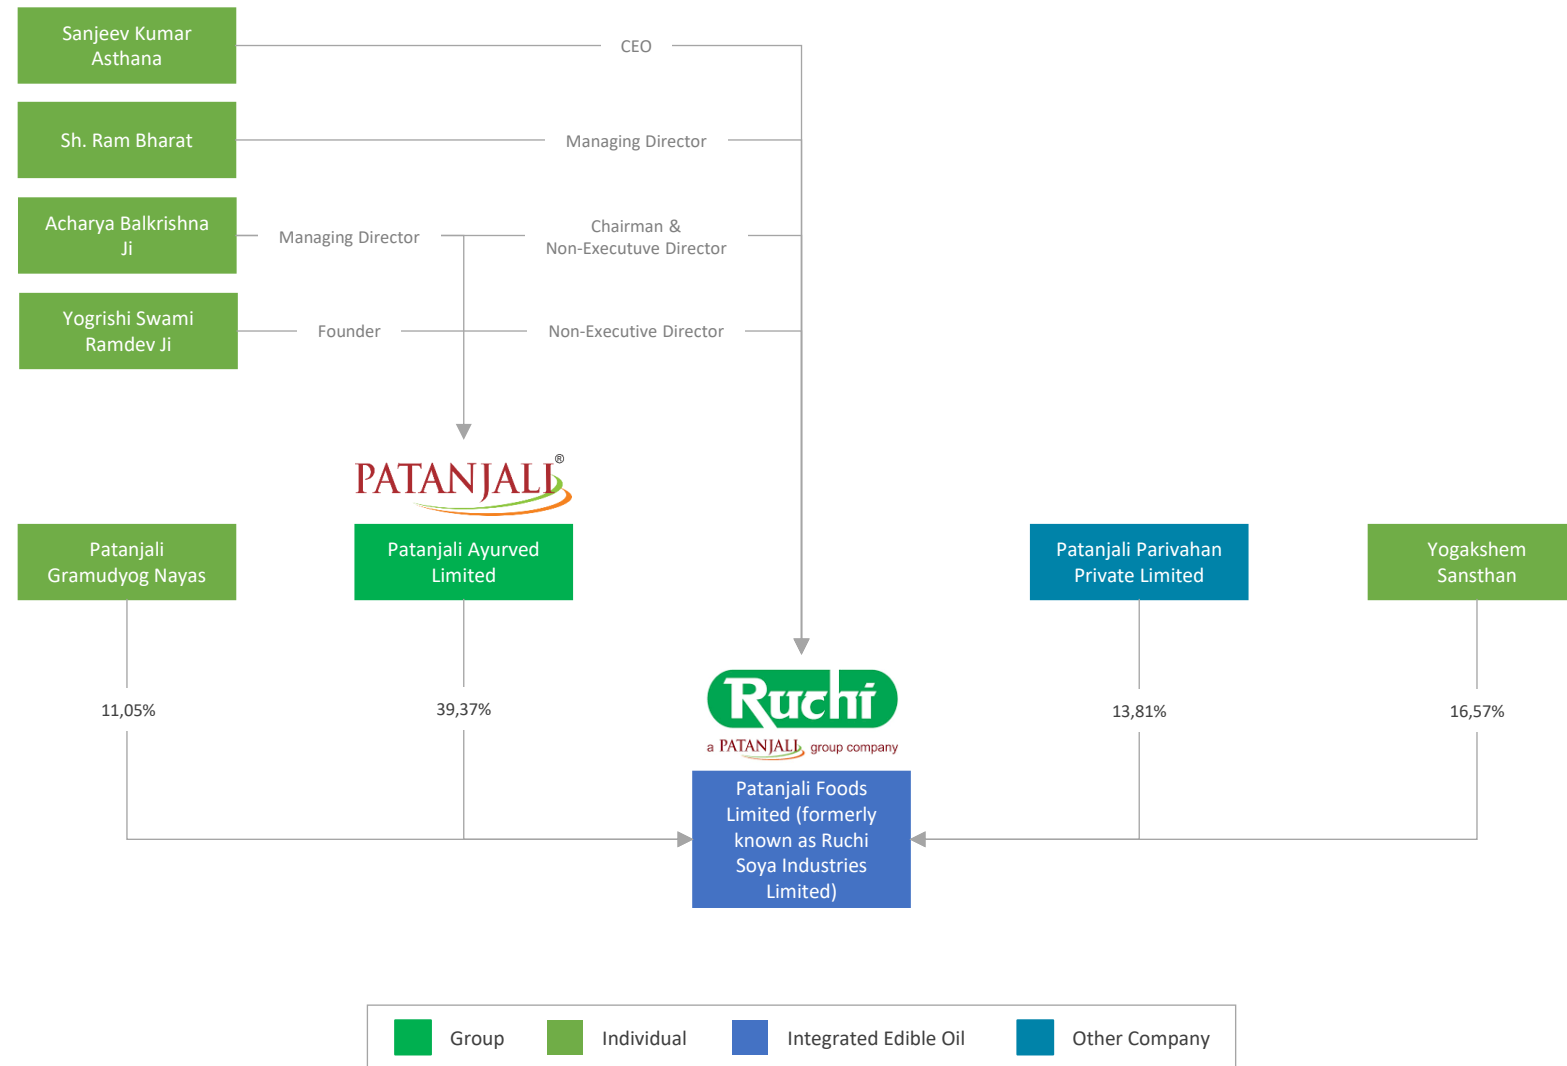 Sanjeev Kumar
Asthana
CEO
Sh. Ram Bharat
Managing Director
Acharya Balkrishna
Ji
Managing Director
Chairman &
Non-Executuve Director
Yogrishi Swami
Ramdev Ji
Founder
Non-Executive Director
PATANJALI®
Patanjali
Gramudyog Nayas
Patanjali Ayurved
Limited
Patanjali Parivahan
Private Limited
Yogakshem
Sansthan
11,05%
39,37%
Ruchi
a PATANJALI group company
13,81%
16,57%
Patanjali Foods
Limited (formerly
known as Ruchi
Soya Industries
Limited)
Group
Individual
Integrated Edible Oil
Other Company